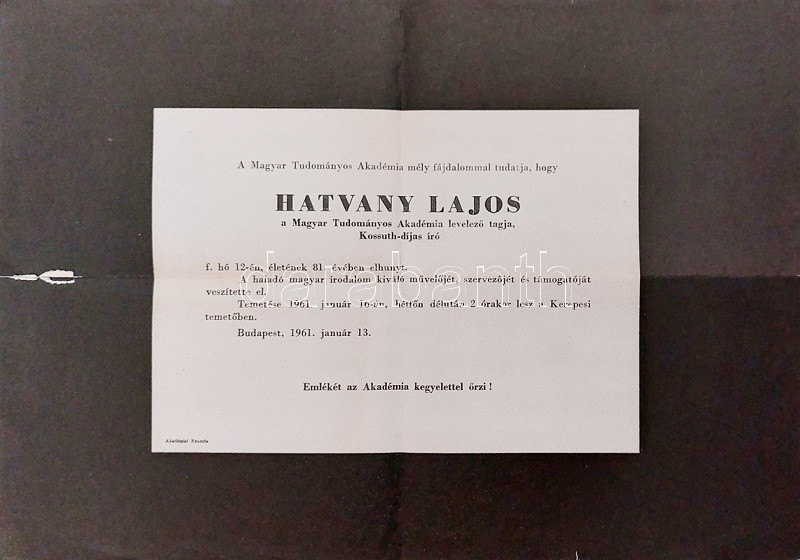 A Magyar Tudományos Akadémia mély fájdalommal tudatja, hogy
HATVANY LAJOS
a Magyar Tudományos Akadémia levelező tagja,
Kossuth-díjas író
f. hó 12-én, életének 81. évében elhunyt.
A haladó magyar irodalom kiváló művelőjét, szervezőjét és támogatóját
veszítette el.
Temetése 1961. január 16-án, hétfőn délután 2 órakor lesz a Kerepesi
temetőben.
Budapest, 1961. január 13.
Emlékét az Akadémia kegyelettel őrzi !
Akadémiai Nyomda
darabanth